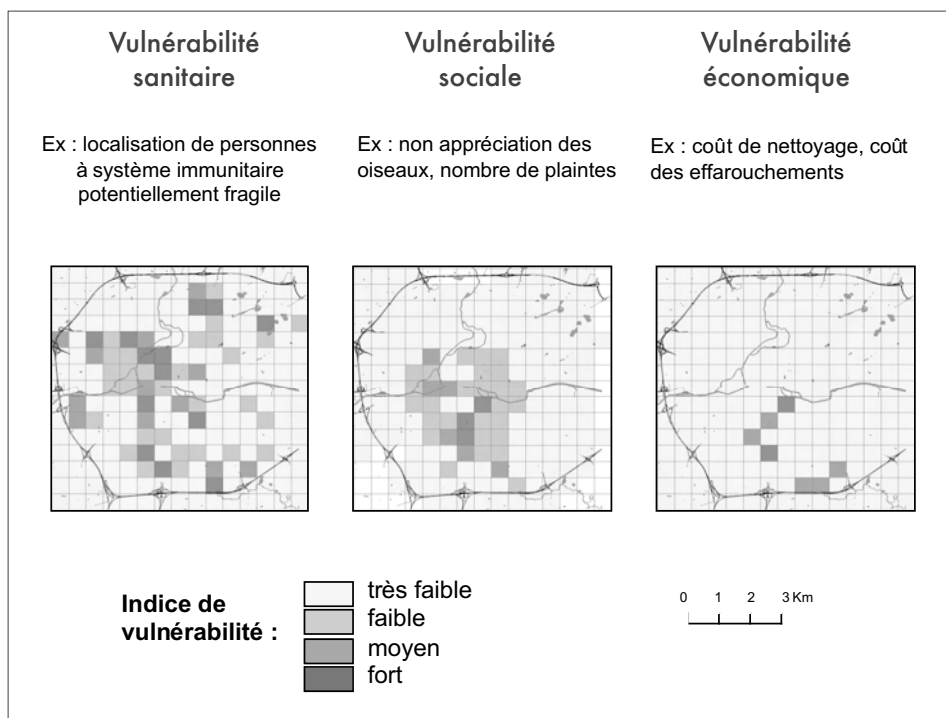 Vulnérabilité
sanitaire
Ex : localisation de personnes
à système immunitaire
potentiellement fragile
Vulnérabilité
sociale
Ex : non appréciation des
oiseaux, nombre de plaintes
Vulnérabilité
économique
Ex : coût de nettoyage, coût
des effarouchements
Indice de
vulnérabilité :
très faible
faible
moyen
fort
0 1 2 3 Km